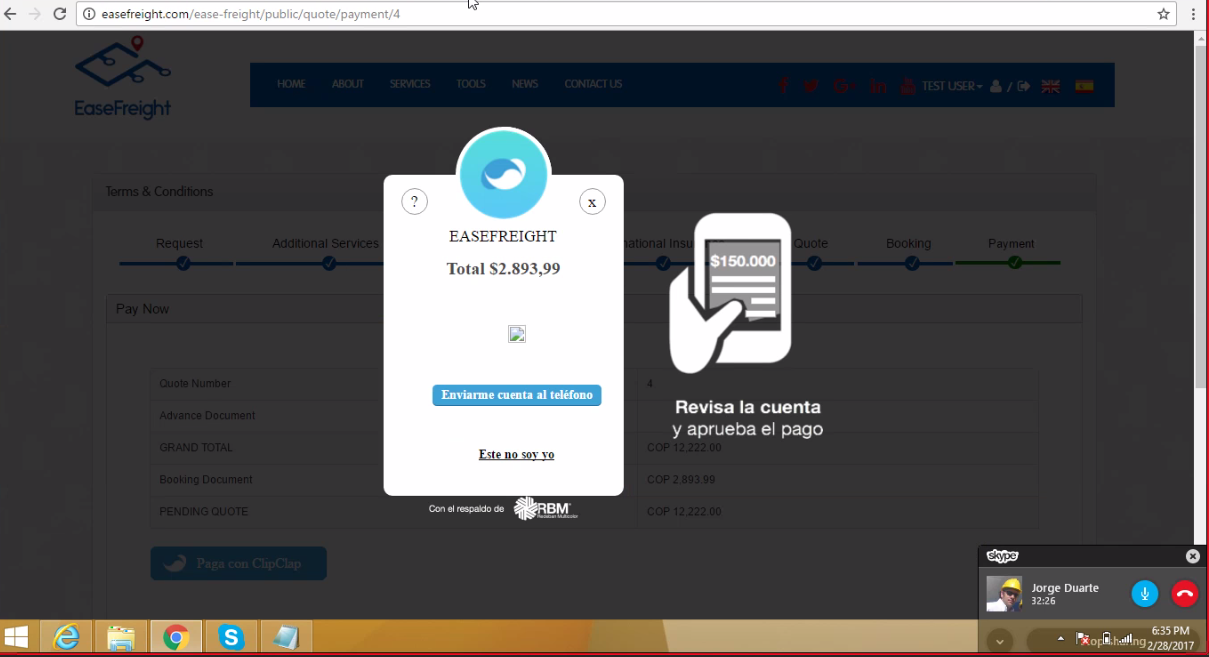 easefreight.com/ease-freight/public/quote/payment/4
EaseFreight
HOME ABOUT SERVICES TOOLS NEWS CONTACT US
TEST USER
Terms & Conditions
Request Additional Services national Insu Quote Booking Payment
Pay Now
? x
EASEFREIGHT
Total $2.893,99
Enviarme cuenta al teléfono
Este no soy yo
Con el respaldo de RBM
$150.000
Revisa la cuenta
y aprueba el pago
Quote Number 4
Advance Document
GRAND TOTAL COP 12,222.00
Booking Document COP 2,893.99
PENDING QUOTE COP 12,222.00
Paga con ClipClap
skype
Jorge Duarte
32:26
6:35 PM
2/28/2017